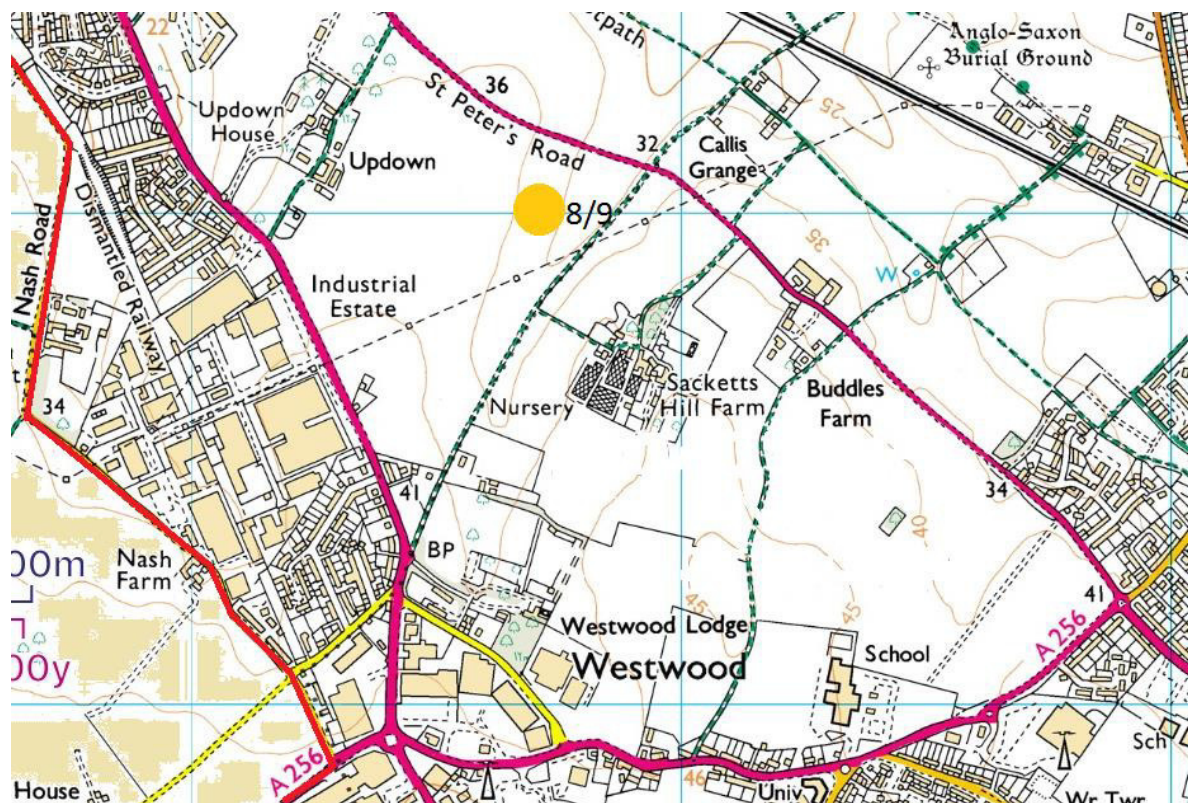 22
tpath
Anglo-Saxon
Burial Ground
36
St Peter's Road
25
Updown
House
32
Callis
Grange
Updown
8/9
Nash Road
Dismantled Railway
35
W
Industrial
Estate
t
34
Nursery
Sacketts
Hill Farm
Buddles
Farm
41
34
40
BP
Nash
Farm
00m
45
45
41
Westwood Lodge
Westwood
School
A 256
00y
A 256
House
46
Univ
Sch
Wr Twr